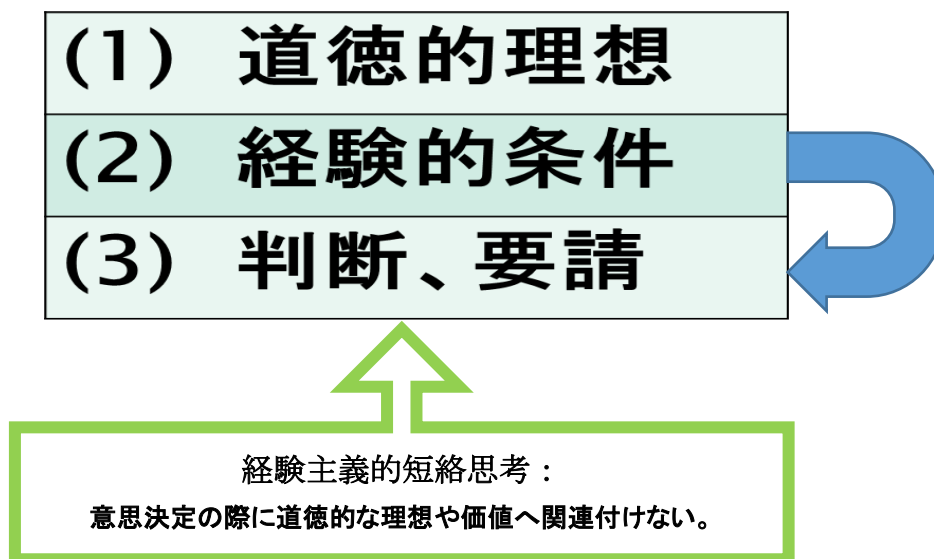 (1) 道徳的理想
(2) 経験的条件
(3) 判断、要請
経験主義的短絡思考：
意思決定の際に道徳的な理想や価値へ関連付けない。